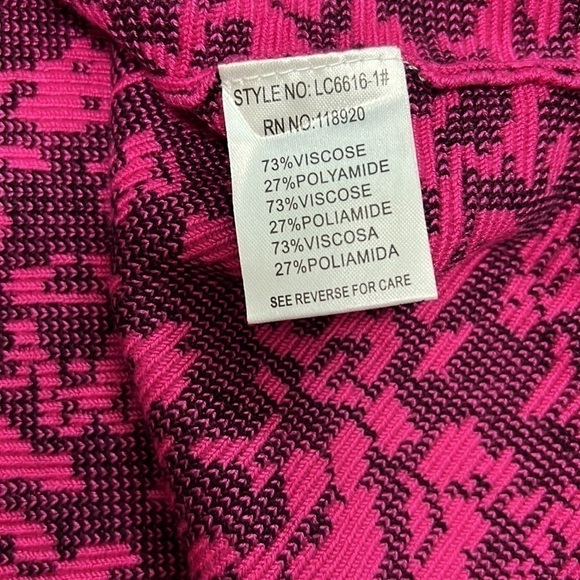 STYLE NO: LC6616-1#
RN NO:118920
73%VISCOSE
27%POLYAMIDE
73%VISCOSE
27%POLIAMIDE
73%VISCOSA
27%POLIAMIDA
SEE REVERSE FOR CARE